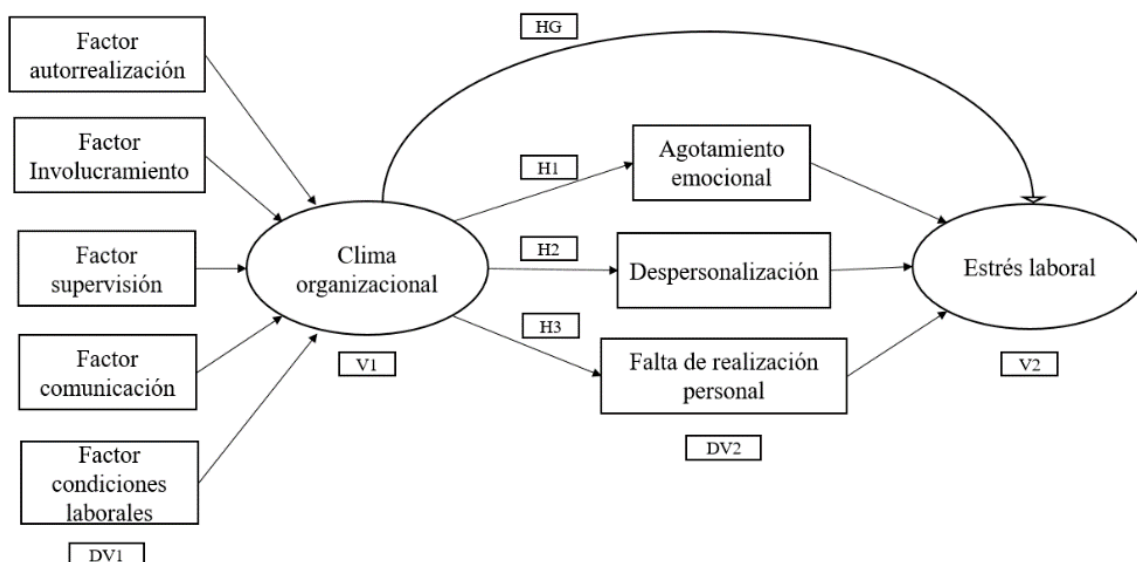 Factor
autorrealización
Factor
Involucramiento
Factor
supervisión
Factor
comunicación
Factor
condiciones
laborales
DV1
Clima
organizacional
V1
HG
H1
H2
H3
Agotamiento
emocional
Despersonalización
Falta de realización
personal
DV2
Estrés laboral
V2